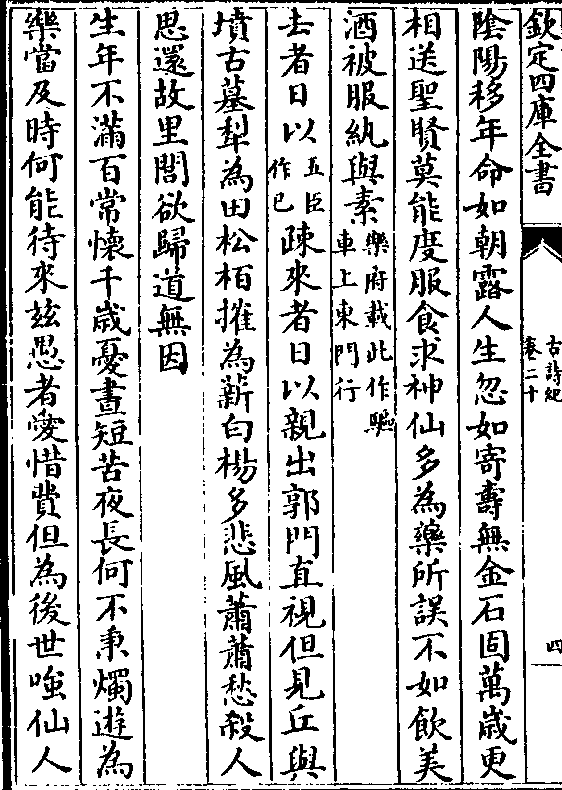 欽定四庫全書
古詩紀
卷二十
四
陰陽移年命如朝露人生忽如寄壽無金石固萬歲更
相送聖賢莫能度服食求神仙多為藥所誤不如飲美
酒被服紈與素樂府載此作驅
車上東門行
去者日以五臣
作已疎來者日以親出郭門直視但見丘與
墳古墓犁為田松栢摧為薪白楊多悲風蕭蕭愁殺人
思還故里閭欲歸道無因
生年不滿百常懷千歲憂晝短苦夜長何不秉燭遊為
樂當及時何能待來兹愚者愛惜費但為後世嗤仙人